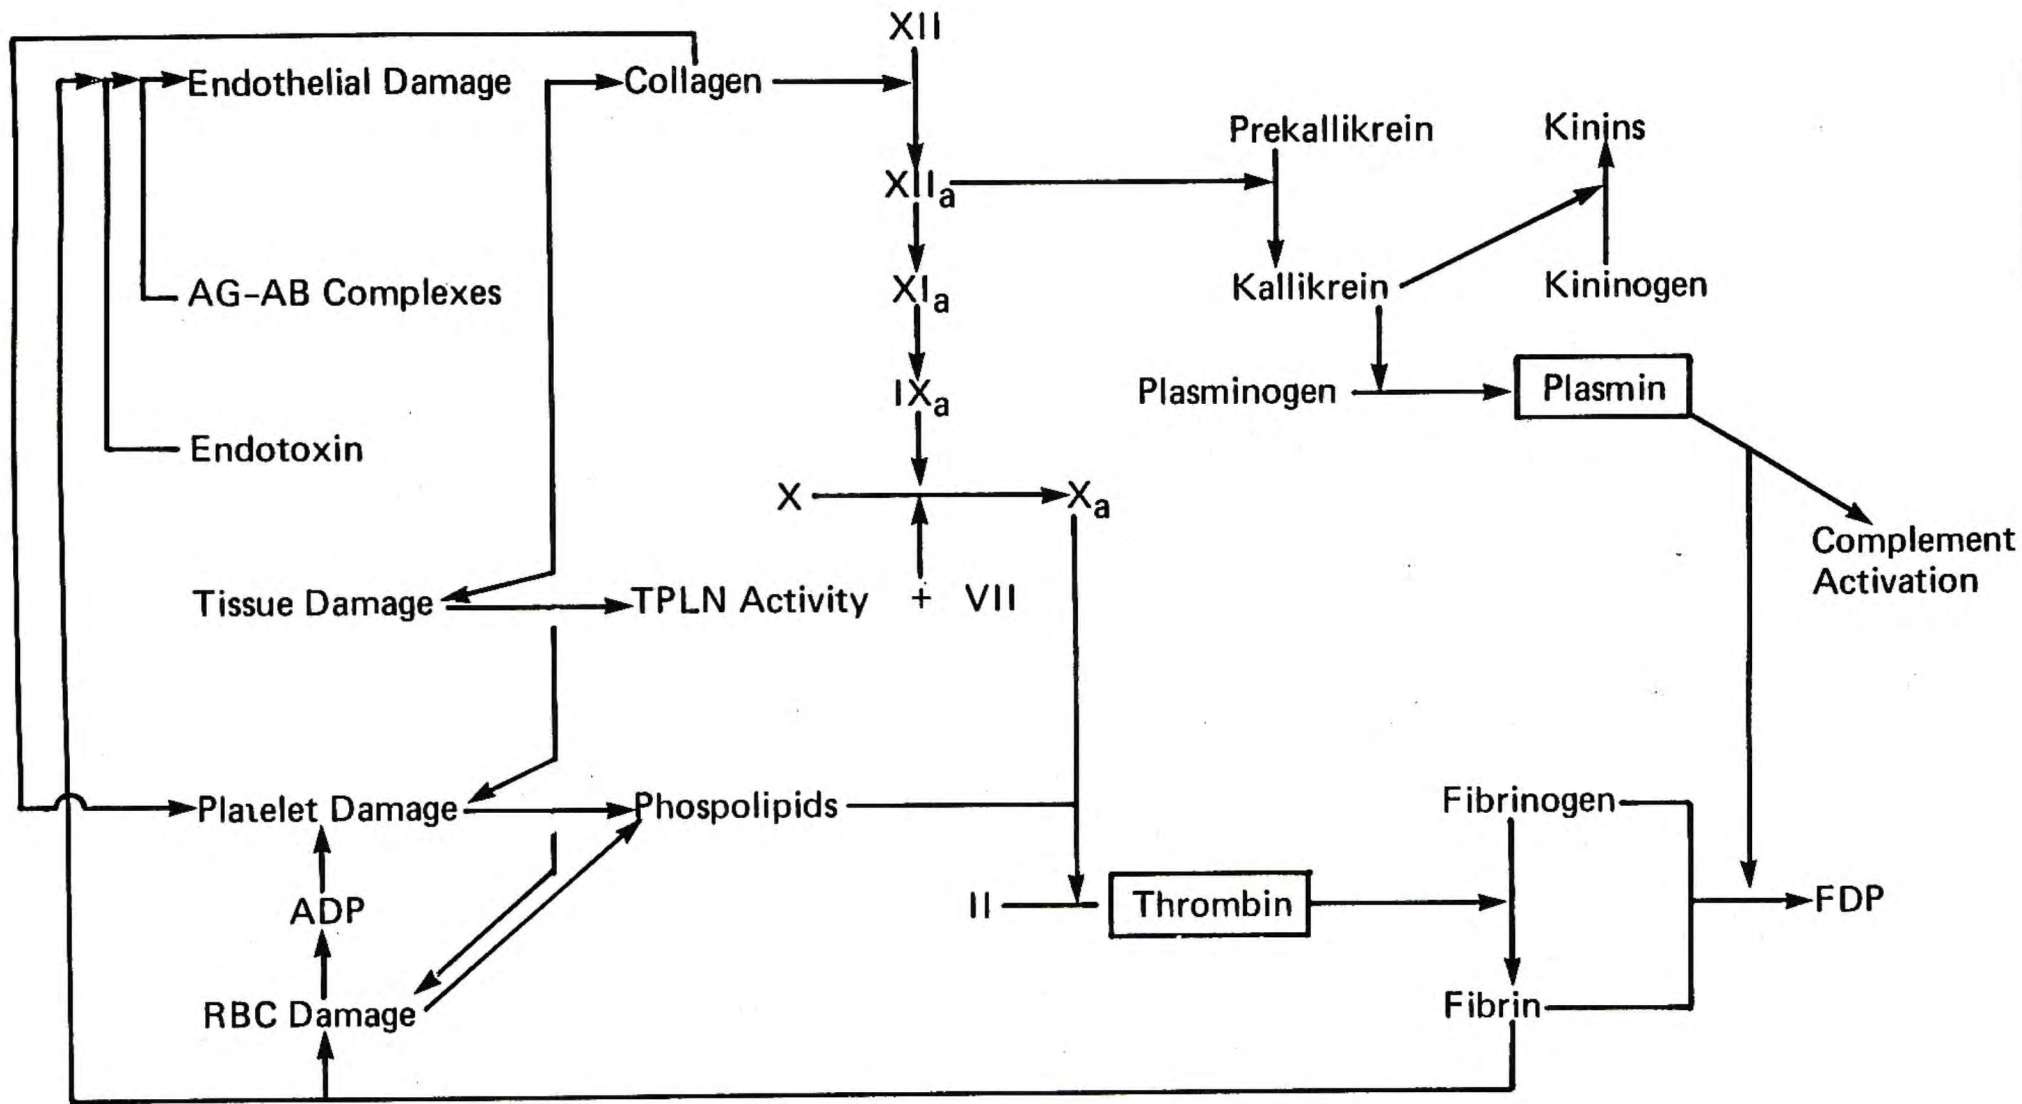 XII
Endothelial Damage
Collagen
Prekallikrein
Kinins
XIIa
AG-AB Complexes
XIa
Kallikrein
Kininogen
IXa
Plasminogen
Plasmin
Endotoxin
X
Xa
Complement
Activation
Tissue Damage
TPLN Activity + VII
Platelet Damage
Phospolipids
Fibrinogen
ADP
II
Thrombin
FDP
RBC Damage
Fibrin